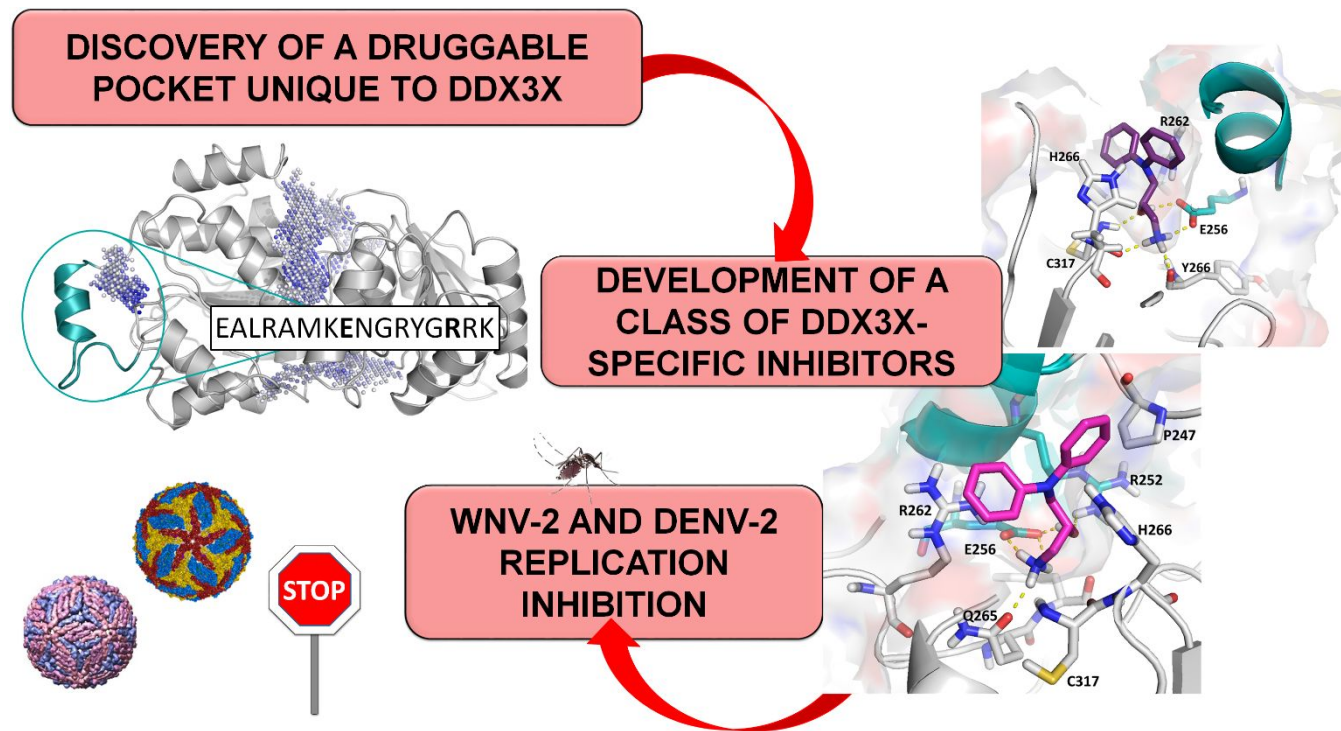 DISCOVERY OF A DRUGGABLE
POCKET UNIQUE TO DDX3X
EALRAMKENGRYGRRK
R262
H266
E256
C317
Y266
DEVELOPMENT OF A
CLASS OF DDX3X-
SPECIFIC INHIBITORS
P247
R252
R262
H266
E256
Q265
C317
WNV-2 AND DENV-2
REPLICATION
INHIBITION
STOP